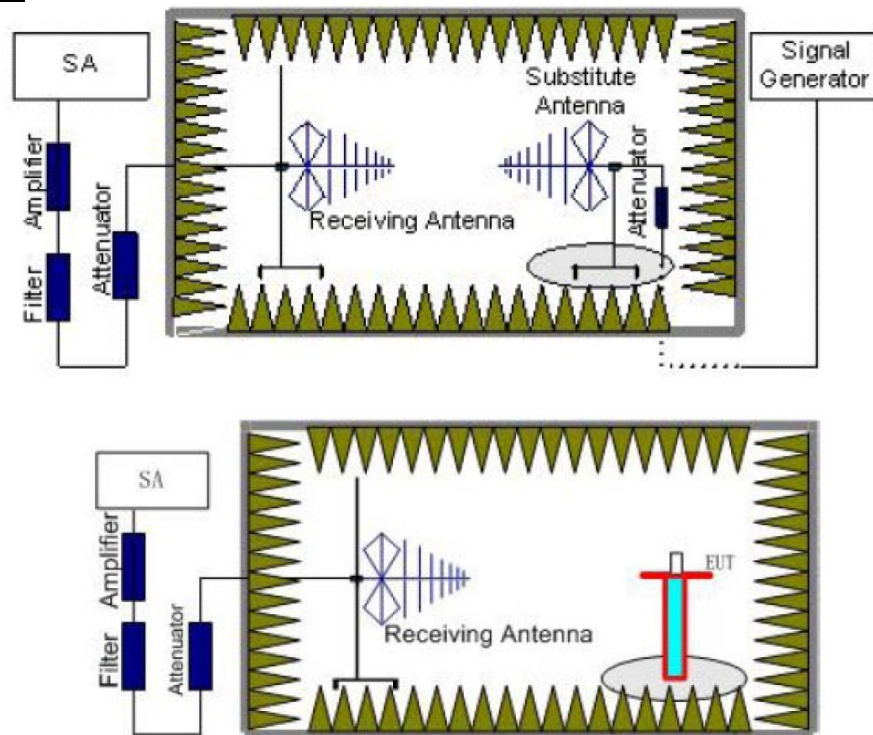 SA
Signal
Generator
Substitute
Antenna
Amplifier
Attenuator
Attenuator
Receiving Antenna
Filter
SA
Amplifier
EUT
Receiving Antenna
Filter
Attenuator